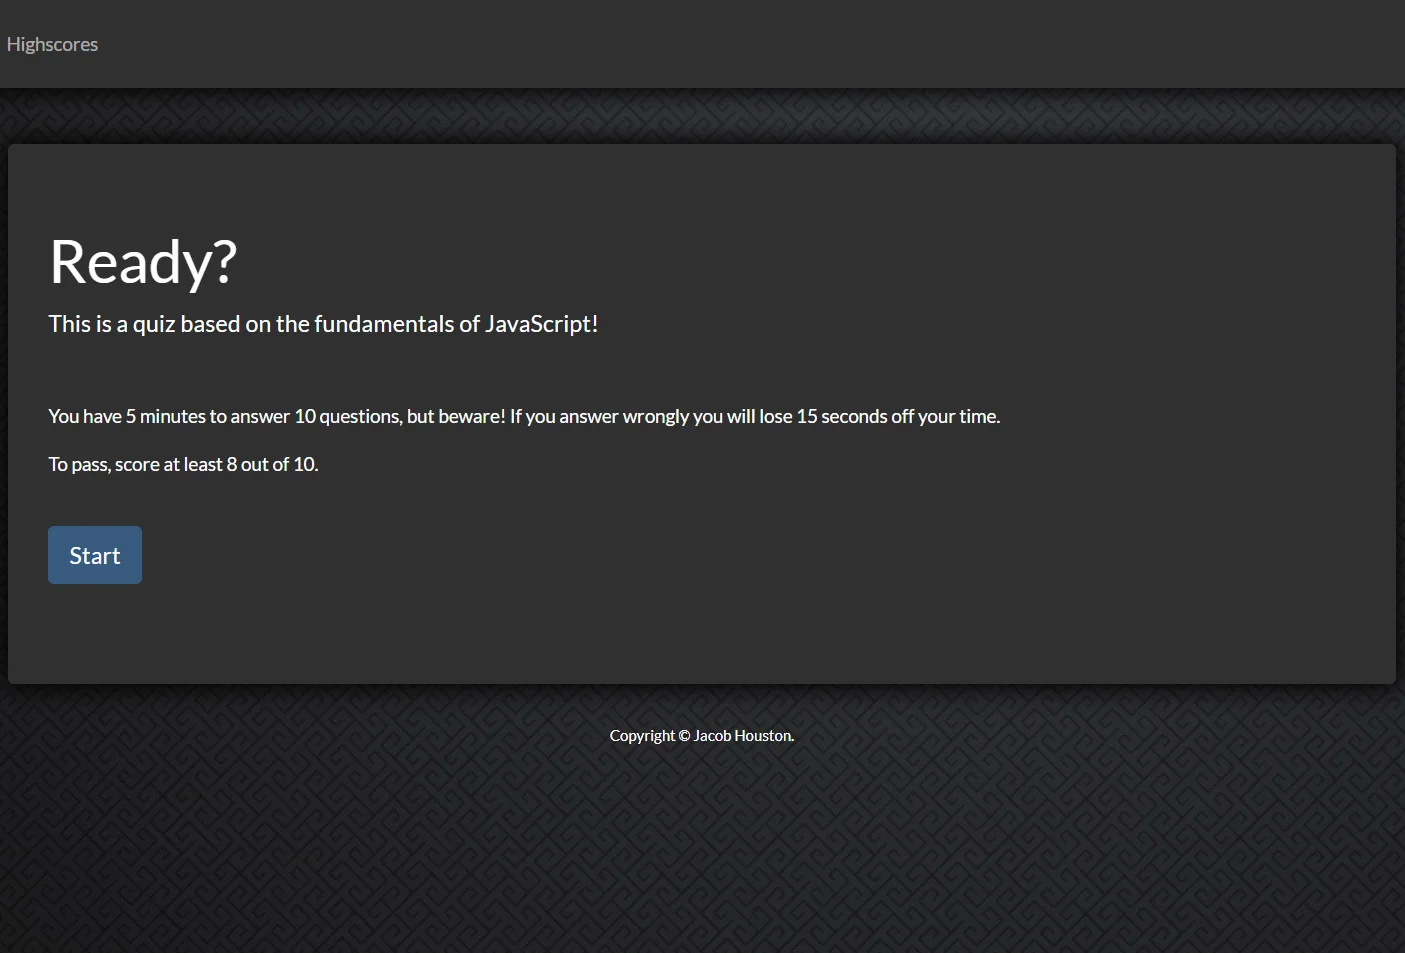 Highscores
Ready?
This is a quiz based on the fundamentals of JavaScript!
You have 5 minutes to answer 10 questions, but beware! If you answer wrongly you will lose 15 seconds off your time.
To pass, score at least 8 out of 10.
Start
Copyright © Jacob Houston.